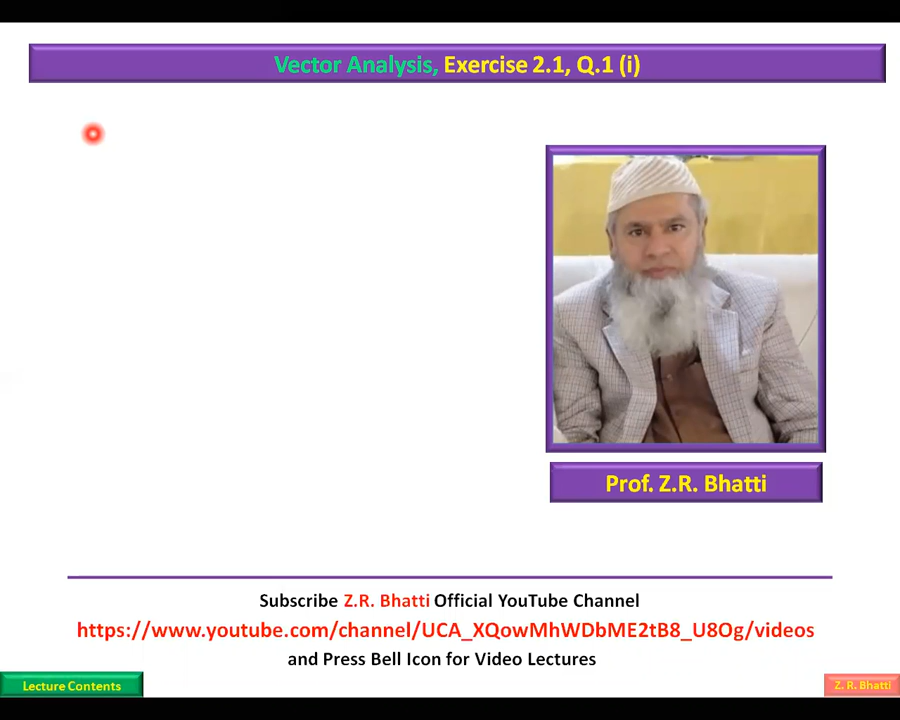 Vector Analysis, Exercise 2.1, Q.1 (i)
Prof. Z.R. Bhatti
Subscribe Z.R. Bhatti Official YouTube Channel
https://www.youtube.com/channel/UCA_XQowMhWDbME2tB8_U8Og/videos
and Press Bell Icon for Video Lectures
Lecture Contents
Z. R. Bhatti